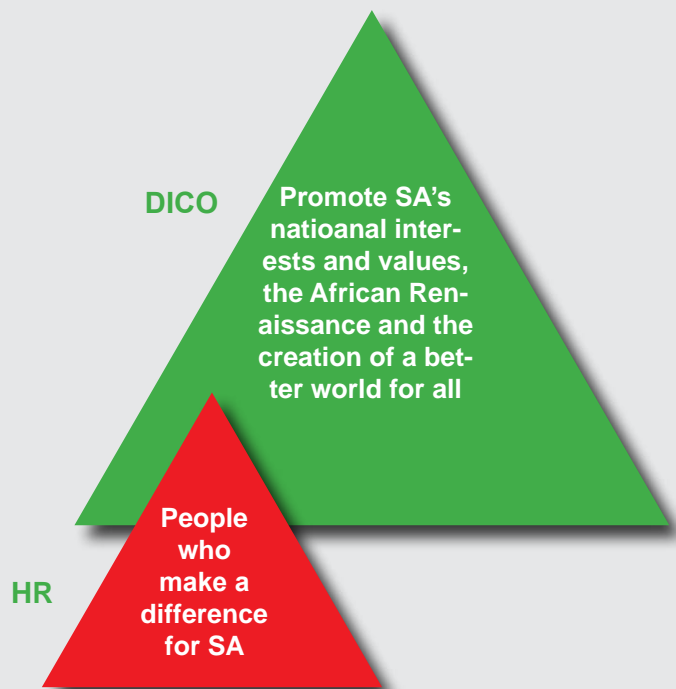 DICO
Promote SA's
natioanal inter-
ests and values,
the African Ren-
aissance and the
creation of a bet-
ter world for all
HR
People
who
make a
difference
for SA